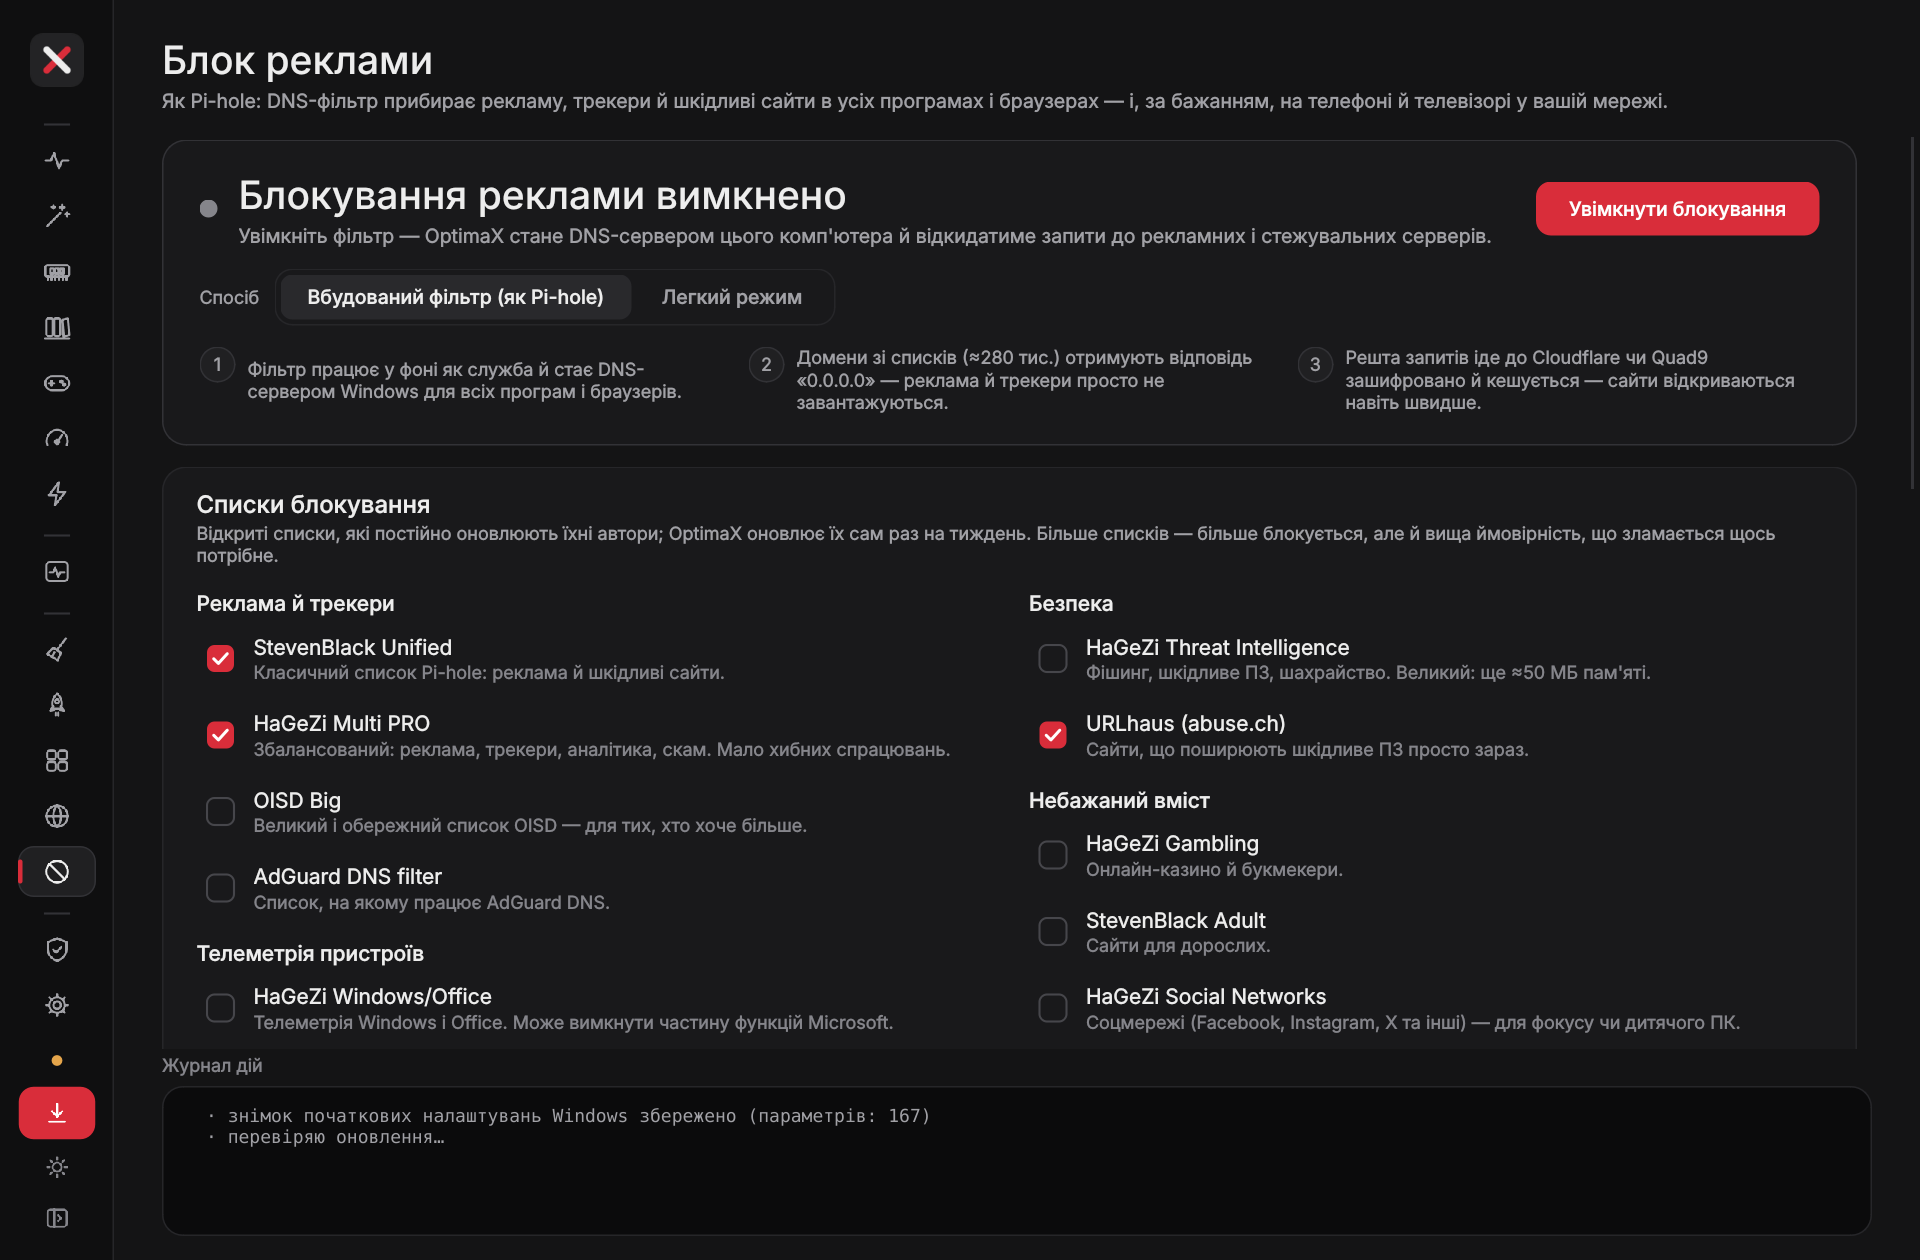 Блок реклами
Як Pi-hole: DNS-фільтр прибирає рекламу, трекери й шкідливі сайти в усіх програмах і браузерах — і, за бажанням, на телефоні й телевізорі у вашій мережі.
Блокування реклами вимкнено
Увімкніть фільтр — OptimaX стане DNS-сервером цього комп'ютера й відкидатиме запити до рекламних і стежувальних серверів.
Увімкнути блокування
Спосіб
Вбудований фільтр (як Pi-hole)
Легкий режим
1
Фільтр працює у фоні як служба й стає DNS-
сервером Windows для всіх програм і браузерів.
2
Домени зі списків (≈280 тис.) отримують відповідь
«0.0.0.0» — реклама й трекери просто не
завантажуються.
3
Решта запитів іде до Cloudflare чи Quad9
зашифровано й кешується — сайти відкриваються
навіть швидше.
Списки блокування
Відкриті списки, які постійно оновлюють їхні автори; OptimaX оновлює їх сам раз на тиждень. Більше списків — більше блокується, але й вища ймовірність, що зламається щось
потрібне.
Реклама й трекери
StevenBlack Unified
Класичний список Pi-hole: реклама й шкідливі сайти.
HaGeZi Multi PRO
Збалансований: реклама, трекери, аналітика, скам. Мало хибних спрацювань.
OISD Big
Великий і обережний список OISD — для тих, хто хоче більше.
AdGuard DNS filter
Список, на якому працює AdGuard DNS.
Телеметрія пристроїв
HaGeZi Windows/Office
Телеметрія Windows і Office. Може вимкнути частину функцій Microsoft.
Безпека
HaGeZi Threat Intelligence
Фішинг, шкідливе ПЗ, шахрайство. Великий: ще ≈50 МБ пам'яті.
URLhaus (abuse.ch)
Сайти, що поширюють шкідливе ПЗ просто зараз.
Небажаний вміст
HaGeZi Gambling
Онлайн-казино й букмекери.
StevenBlack Adult
Сайти для дорослих.
HaGeZi Social Networks
Соцмережі (Facebook, Instagram, X та інші) — для фокусу чи дитячого ПК.
Журнал дій
· знімок початкових налаштувань Windows збережено (параметрів: 167)
· перевіряю оновлення…